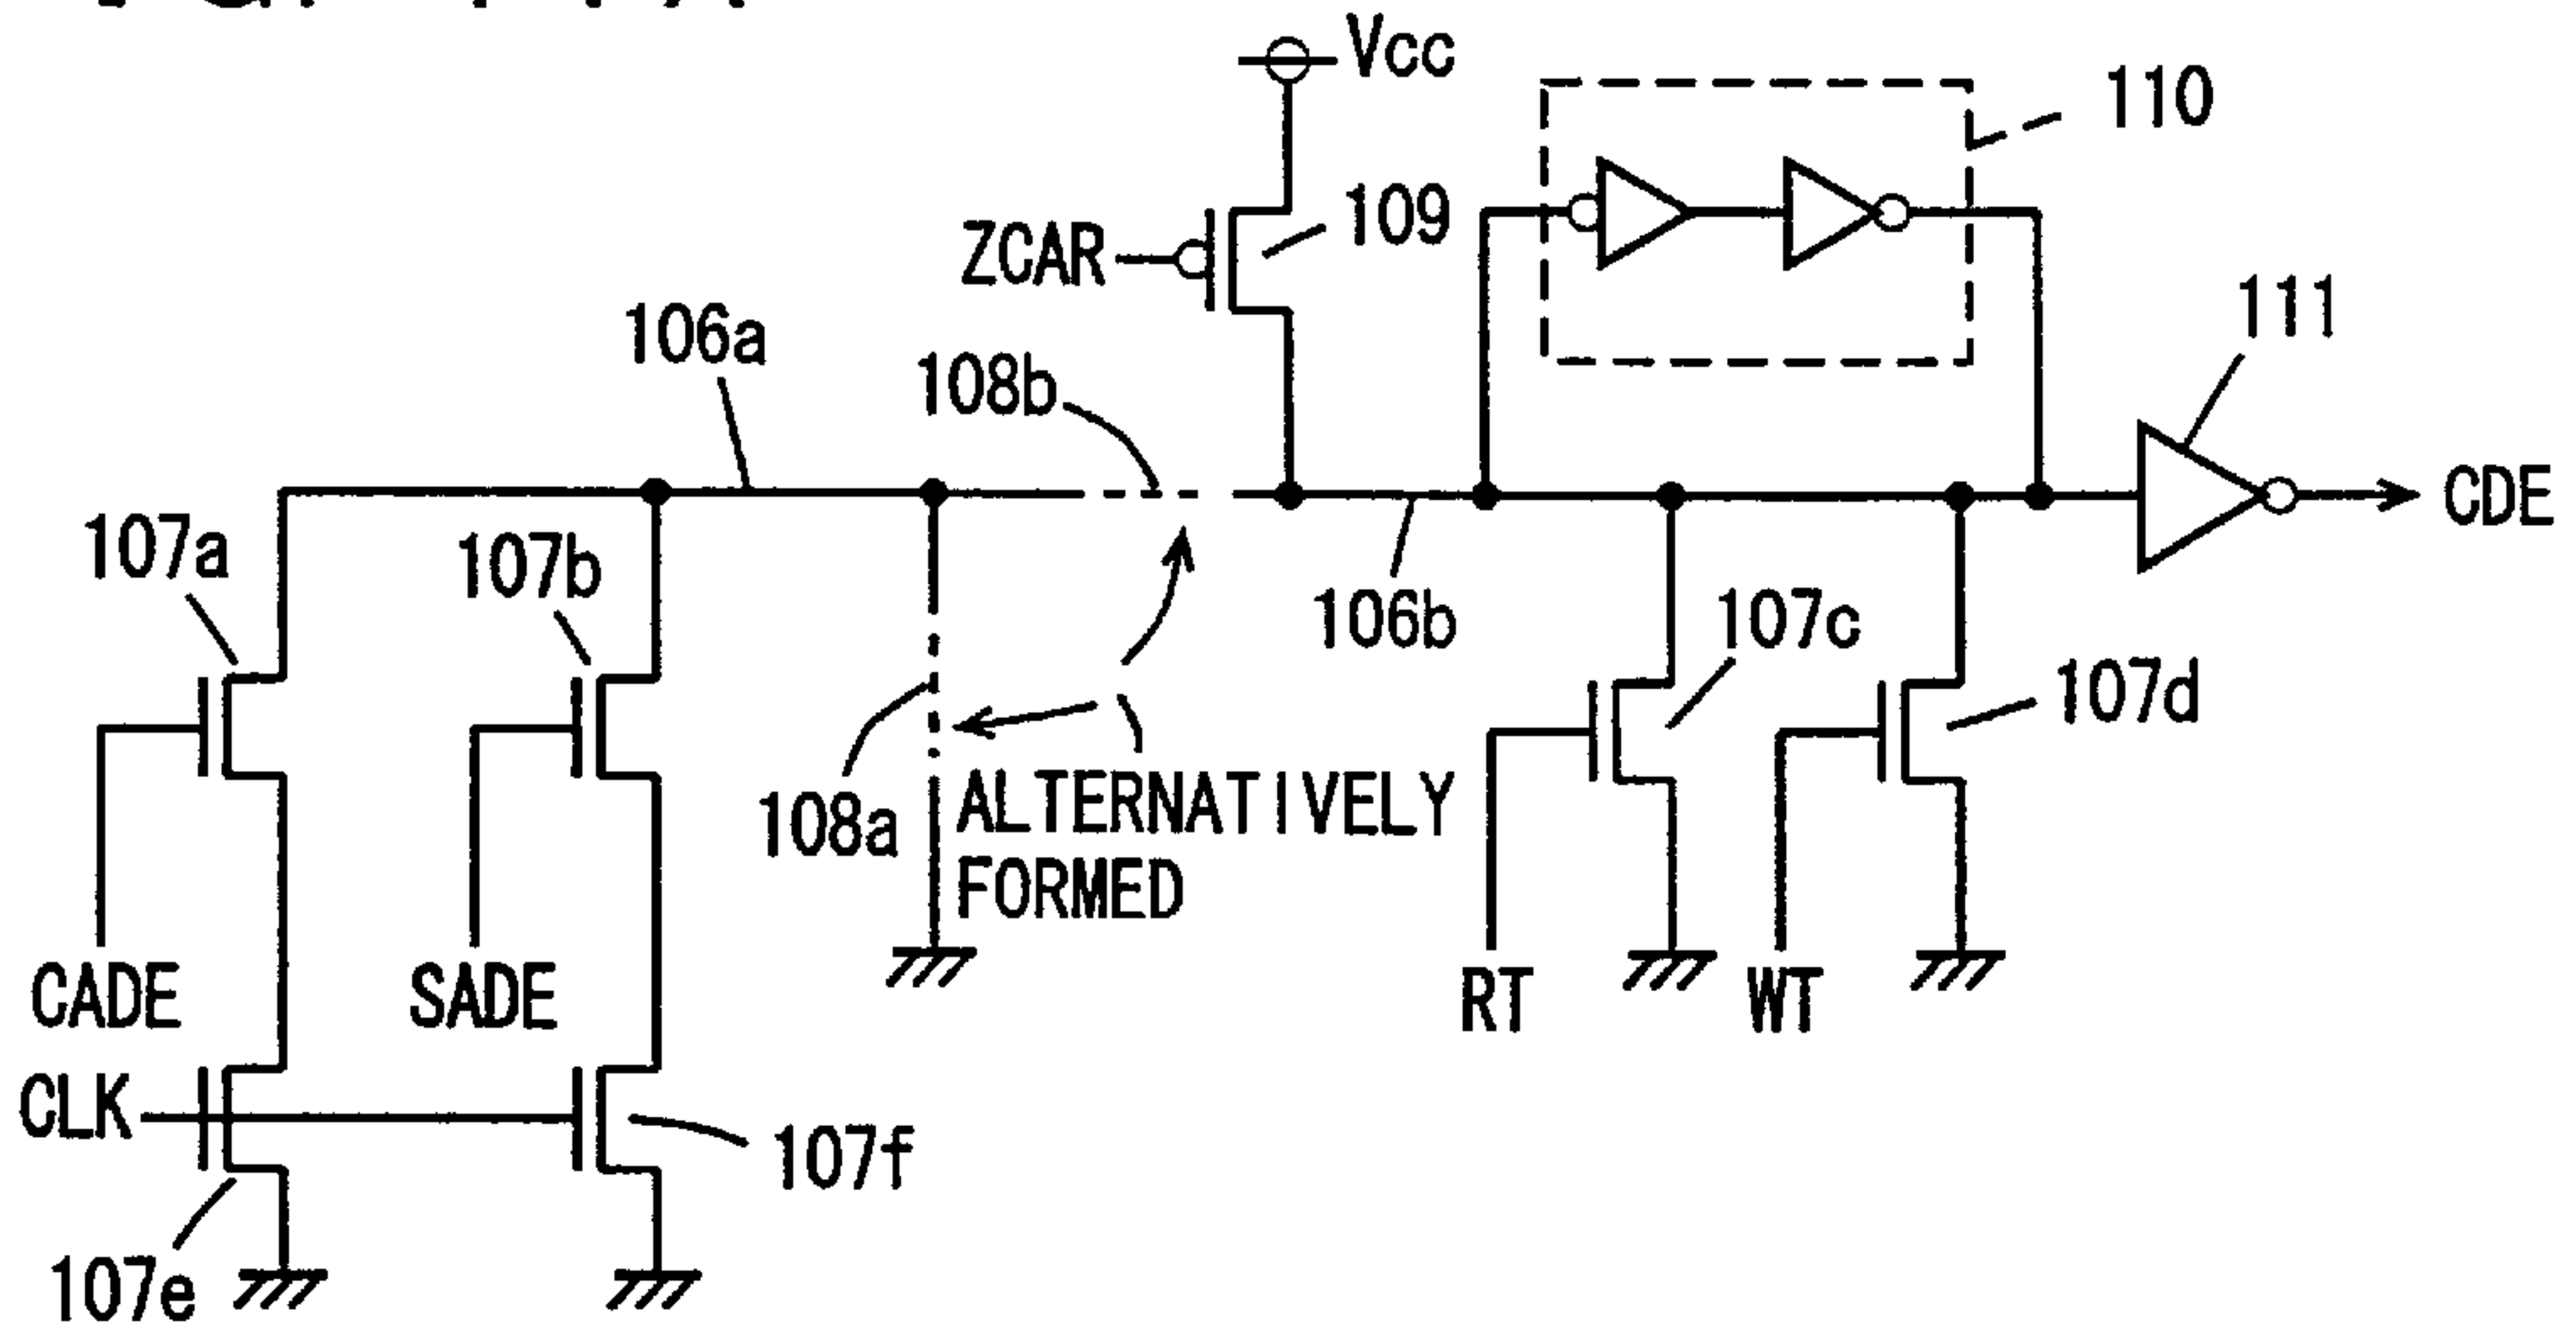 Vcc
110
ZCAR
109
106a
108b
111
CDE
107a
107b
106b
107c
107d
108a
ALTERNATIVELY
FORMED
CADE
SADE
RT
WT
CLK
107f
107e